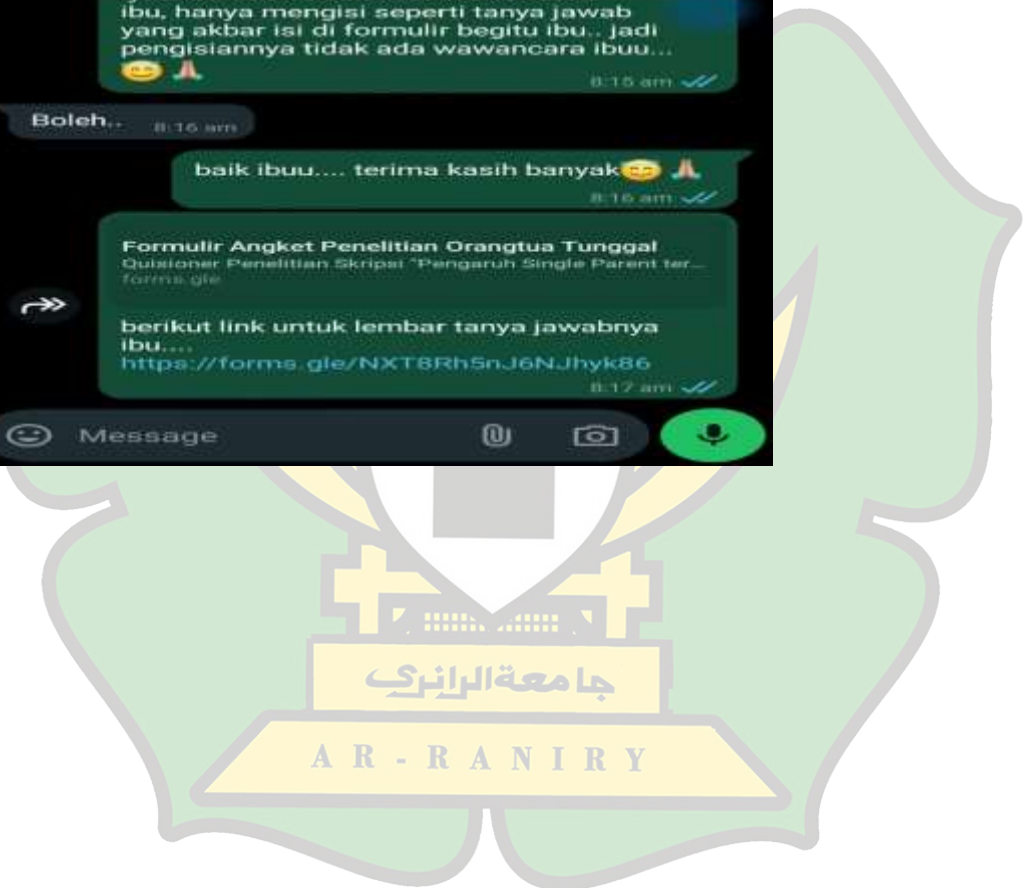 ibu, hanya mengisi seperti tanya jawab
yang akbar isi di formulir begitu ibu.. jadi
pengisiannya tidak ada wawancara ibuu...
😊 🙏
8:15 am
Boleh..
8:16 am
baik ibuu.... terima kasih banyak😊 🙏
8:16 am
Formulir Angket Penelitian Orangtua Tunggal
Quisioner Penelitian Skripsi "Pengaruh Single Parent ter...
forms.gle
berikut link untuk lembar tanya jawabnya
ibu....
https://forms.gle/NXT8Rh5nJ6NJhyk86
8:17 am
Message
جامعة الرانري
AR-RANIRY